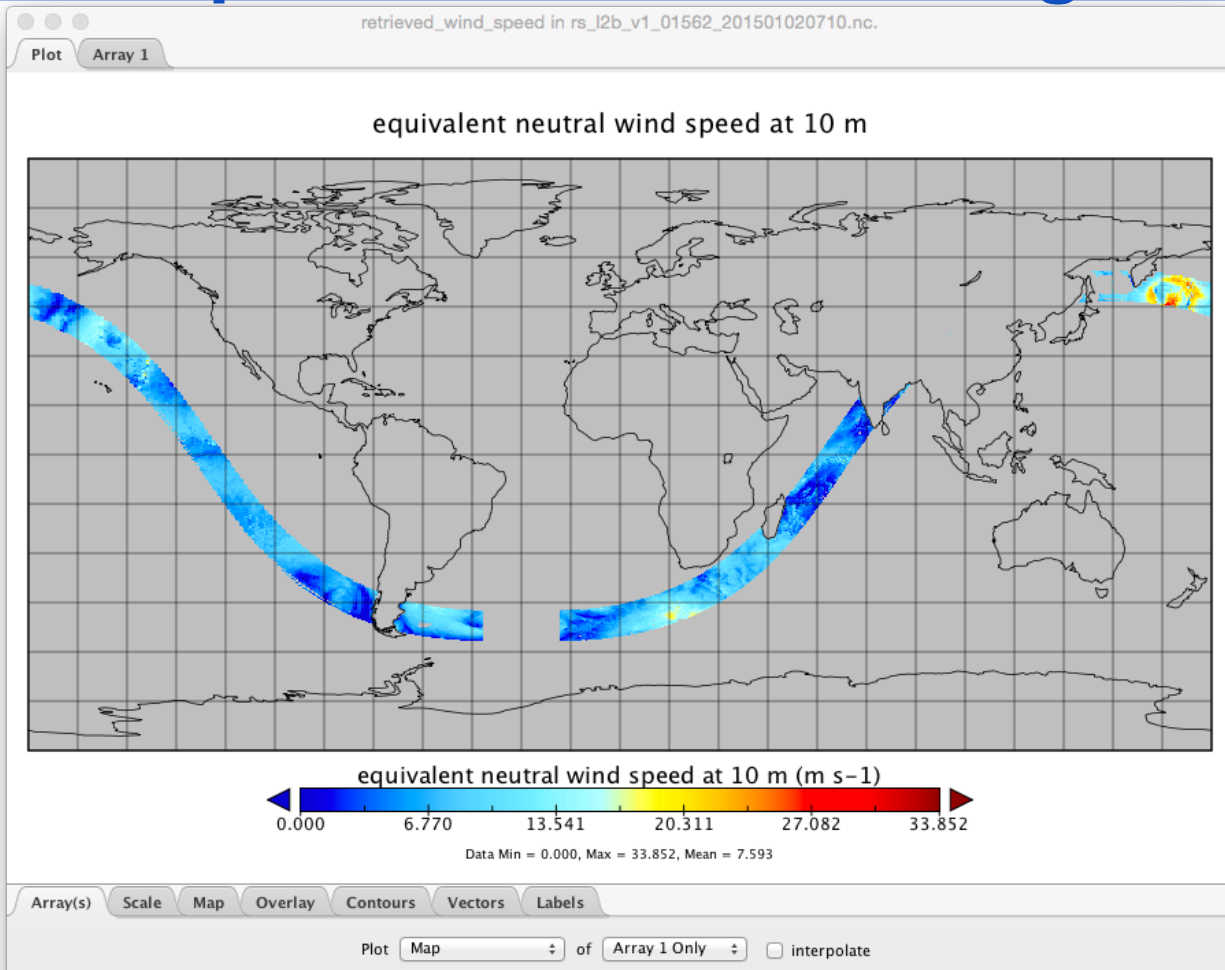 retrieved_wind_speed in rs_l2b_v1_01562_201501020710.nc.
Plot Array 1
equivalent neutral wind speed at 10 m
equivalent neutral wind speed at 10 m (m s−1)
0.000 6.770 13.541 20.311 27.082 33.852
Data Min = 0.000, Max = 33.852, Mean = 7.593
Array(s) Scale Map Overlay Contours Vectors Labels
Plot Map of Array 1 Only interpolate